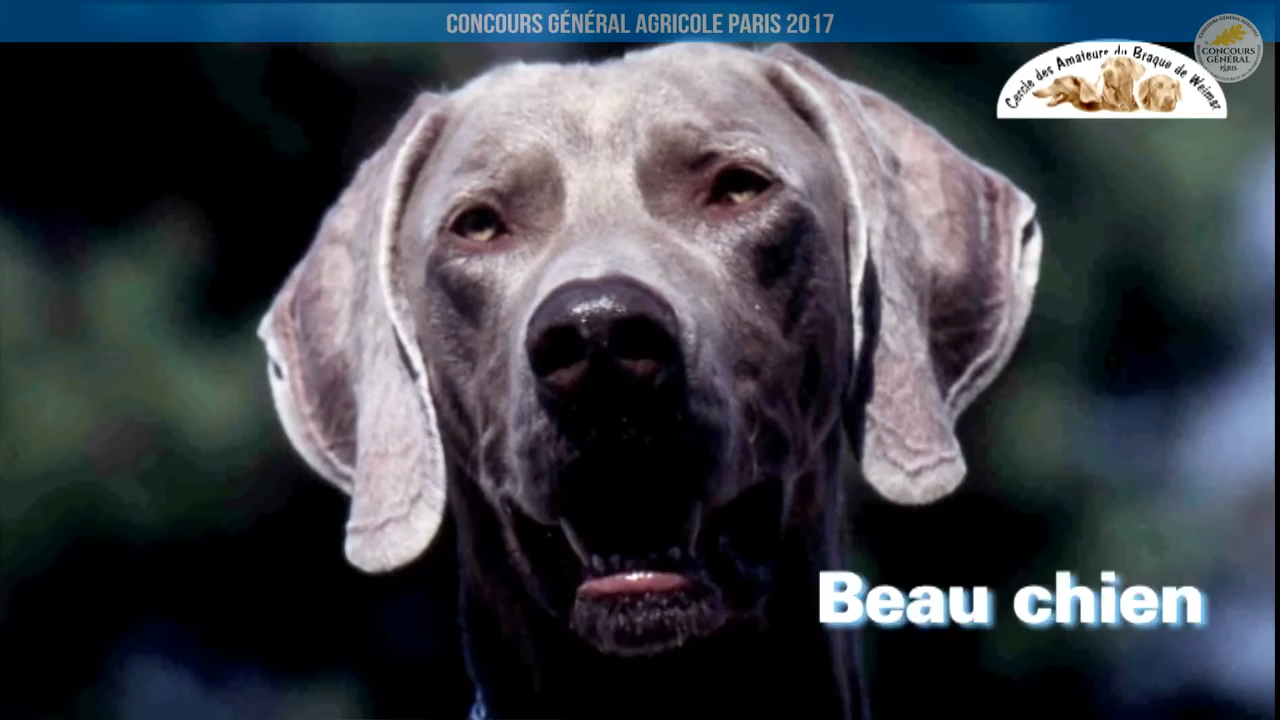 CONCOURS GÉNÉRAL AGRICOLE PARIS 2017
CONCOURS
GÉNÉRAL
PARIS
Cercle des Amateurs du Braque de Weimar
Beau chien